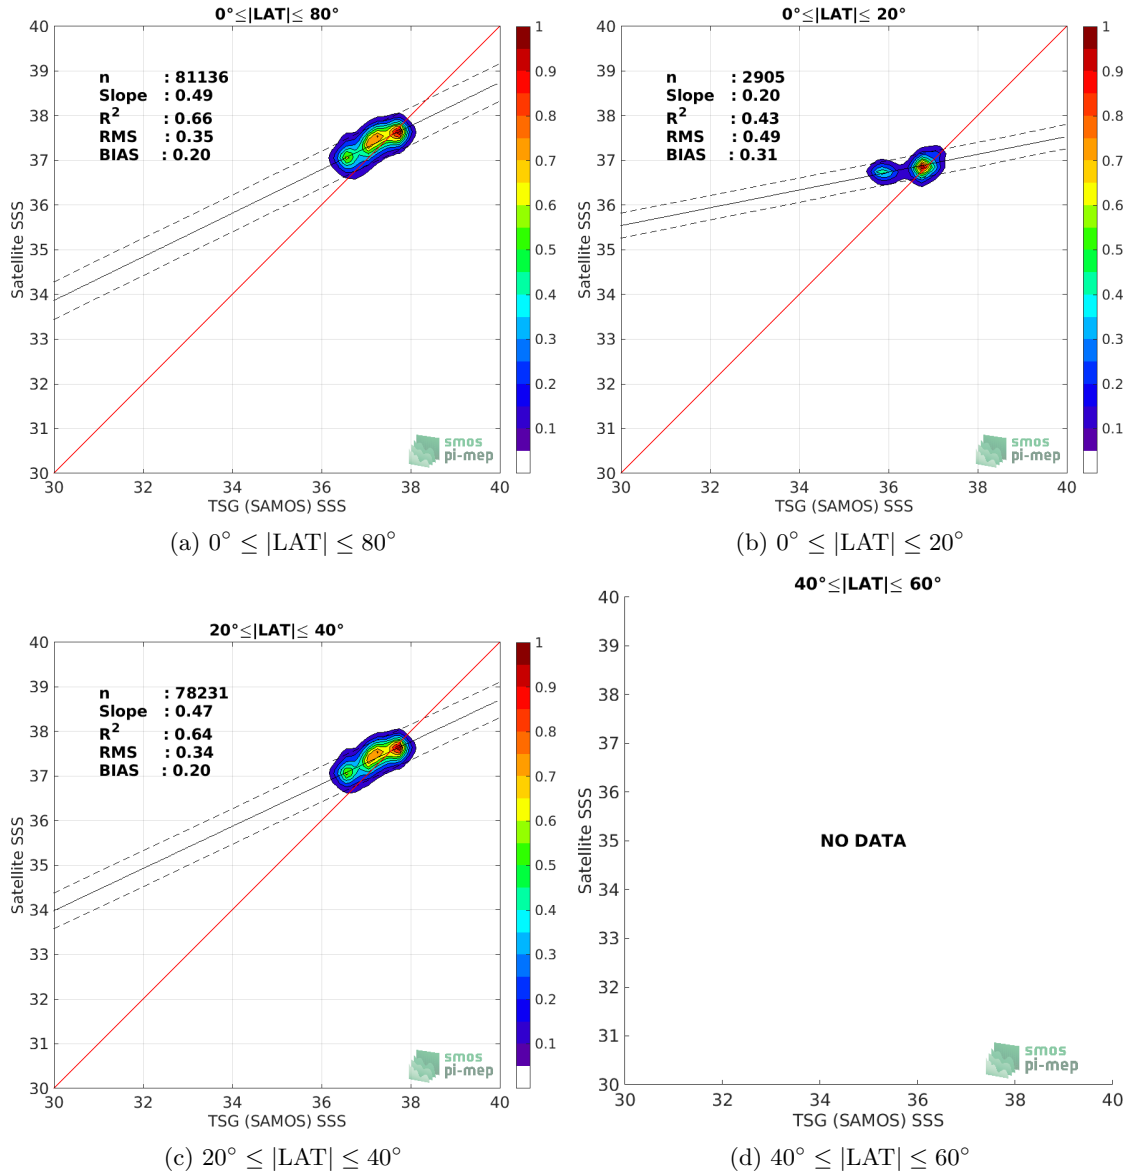 0°≤|LAT|≤ 80°
40
39
38
37
36
35
34
33
32
31
30
Satellite SSS
n : 81136
Slope : 0.49
R² : 0.66
RMS : 0.35
BIAS : 0.20
smos
pi-mep
30 32 34 36 38 40
TSG (SAMOS) SSS
1
0.9
0.8
0.7
0.6
0.5
0.4
0.3
0.2
0.1
(a) 0° ≤ |LAT| ≤ 80°
0°≤|LAT|≤ 20°
40
39
38
37
36
35
34
33
32
31
30
Satellite SSS
n : 2905
Slope : 0.20
R² : 0.43
RMS : 0.49
BIAS : 0.31
smos
pi-mep
30 32 34 36 38 40
TSG (SAMOS) SSS
1
0.9
0.8
0.7
0.6
0.5
0.4
0.3
0.2
0.1
(b) 0° ≤ |LAT| ≤ 20°
20°≤|LAT|≤ 40°
40
39
38
37
36
35
34
33
32
31
30
Satellite SSS
n : 78231
Slope : 0.47
R² : 0.64
RMS : 0.34
BIAS : 0.20
smos
pi-mep
30 32 34 36 38 40
TSG (SAMOS) SSS
1
0.9
0.8
0.7
0.6
0.5
0.4
0.3
0.2
0.1
(c) 20° ≤ |LAT| ≤ 40°
40°≤|LAT|≤ 60°
40
39
38
37
36
35
34
33
32
31
30
Satellite SSS
NO DATA
smos
pi-mep
30 32 34 36 38 40
TSG (SAMOS) SSS
(d) 40° ≤ |LAT| ≤ 60°